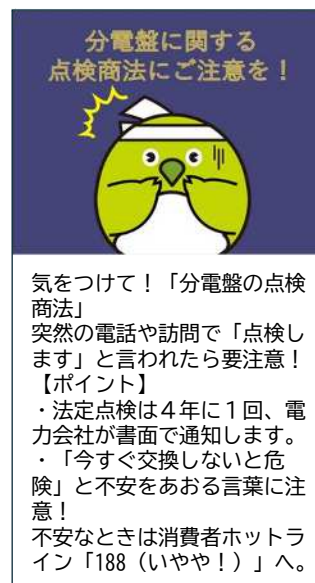 分電盤に関する
点検商法にご注意を！
気をつけて！「分電盤の点検
商法」
突然の電話や訪問で「点検し
ます」と言われたら要注意！
【ポイント】
・法定点検は４年に１回、電
力会社が書面で通知します。
・「今すぐ交換しないと危
険」と不安をあおる言葉に注
意！
不安なときは消費者ホットラ
イン「188（いやや！）」へ。